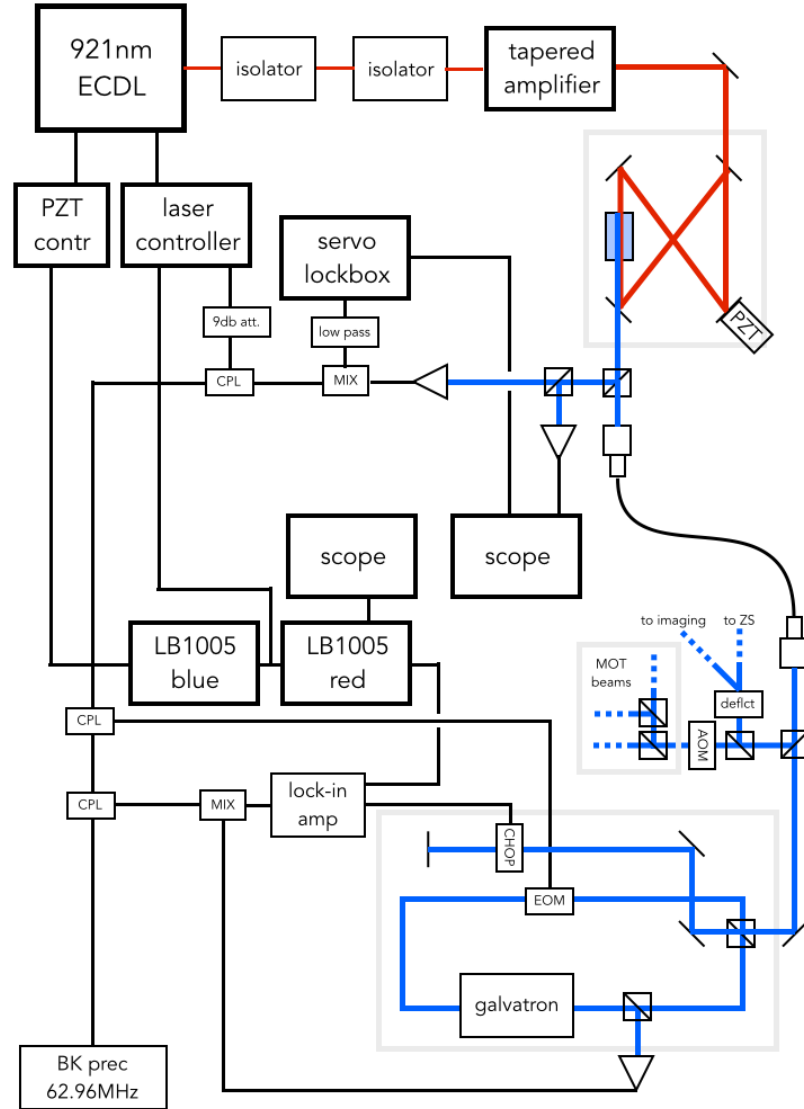 921nm
ECDL
isolator
isolator
tapered
amplifier
PZT
contr
laser
controller
servo
lockbox
9db att.
low pass
PZT
CPL
MIX
scope
scope
to imaging
to ZS
LB1005
blue
LB1005
red
MOT
beams
deflct
AOM
CPL
CPL
MIX
lock-in
amp
CHOP
EOM
galvatron
BK prec
62.96MHz